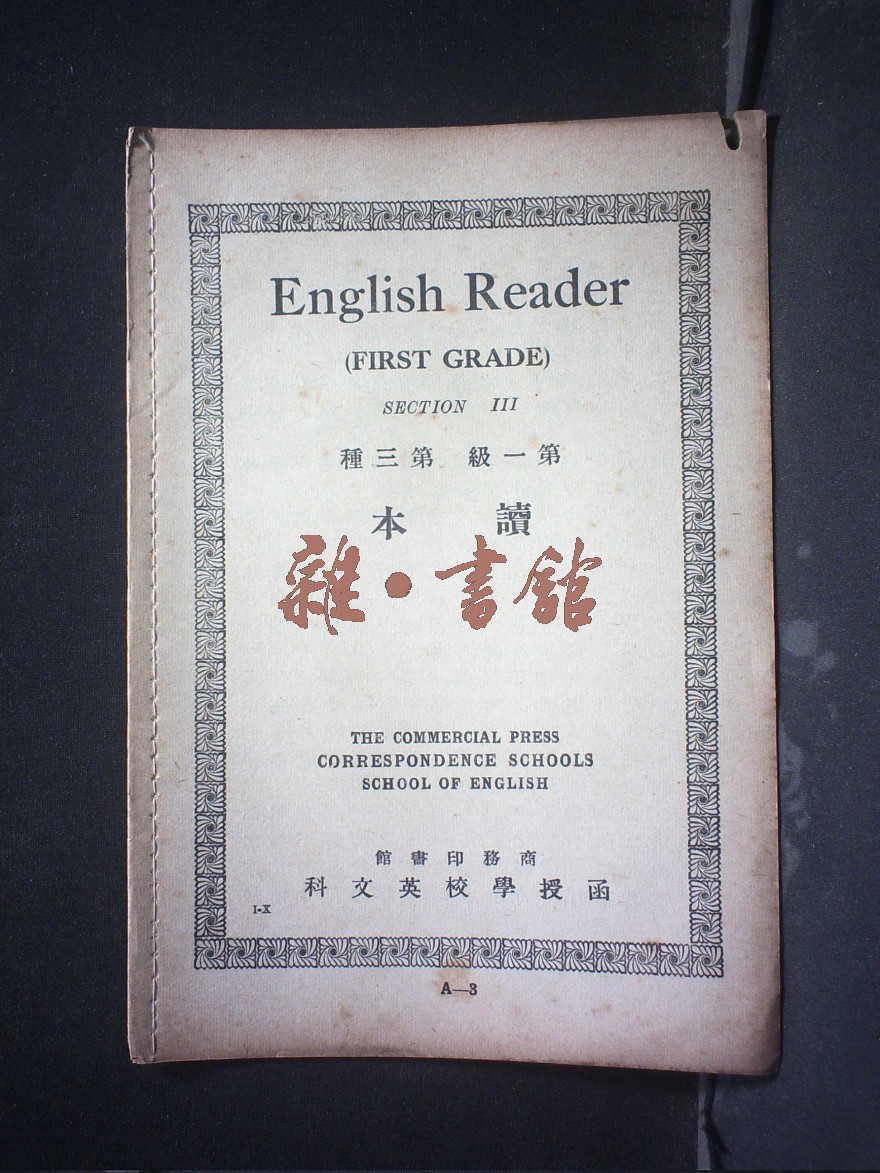 English Reader
(FIRST GRADE)
SECTION III
第一級 第三種
讀本
雜·書館
THE COMMERCIAL PRESS
CORRESPONDENCE SCHOOLS
SCHOOL OF ENGLISH
商務印書館
函授學校英文科
I-X
A—3